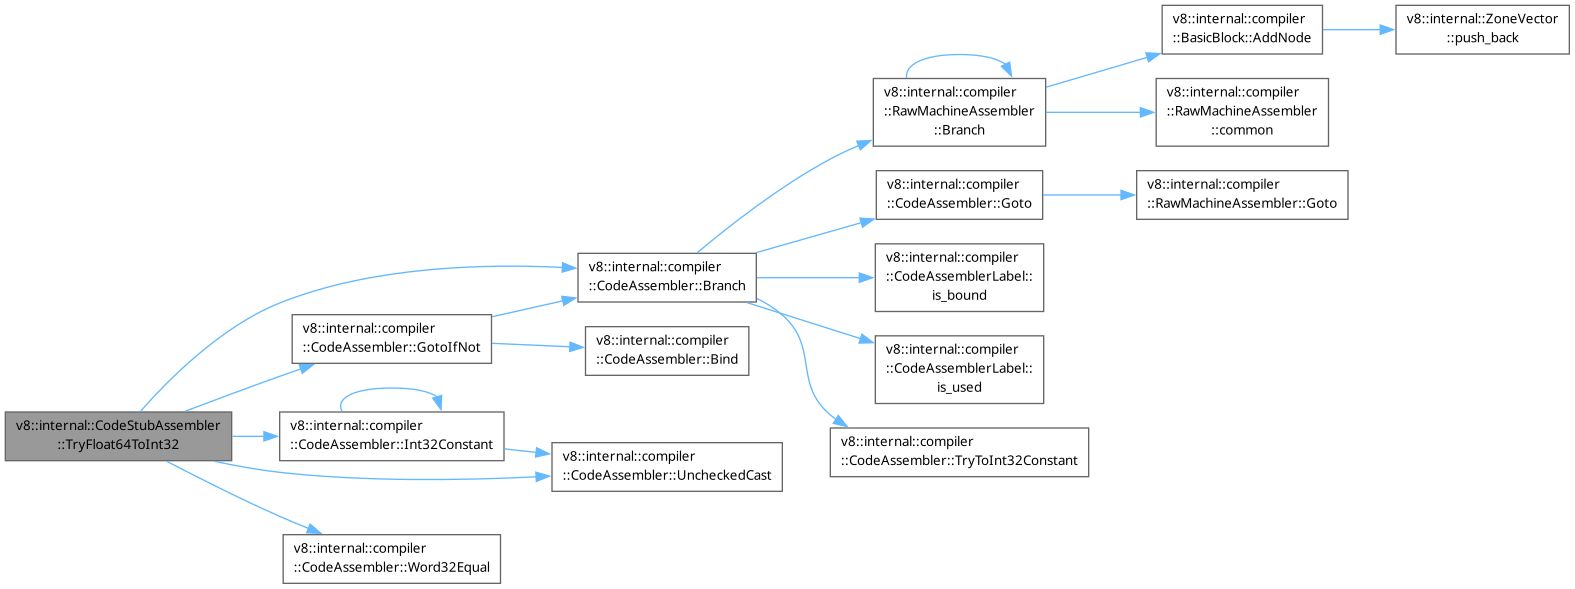 v8::internal::CodeStubAssembler
::TryFloat64ToInt32
v8::internal::compiler
::CodeAssembler::GotoIfNot
v8::internal::compiler
::CodeAssembler::Int32Constant
v8::internal::compiler
::CodeAssembler::Word32Equal
v8::internal::compiler
::CodeAssembler::Branch
v8::internal::compiler
::CodeAssembler::Bind
v8::internal::compiler
::CodeAssembler::UncheckedCast
v8::internal::compiler
::RawMachineAssembler
::Branch
v8::internal::compiler
::CodeAssembler::Goto
v8::internal::compiler
::CodeAssemblerLabel::
is_bound
v8::internal::compiler
::CodeAssemblerLabel::
is_used
v8::internal::compiler
::CodeAssembler::TryToInt32Constant
v8::internal::compiler
::BasicBlock::AddNode
v8::internal::compiler
::RawMachineAssembler
::common
v8::internal::compiler
::RawMachineAssembler::Goto
v8::internal::ZoneVector
::push_back